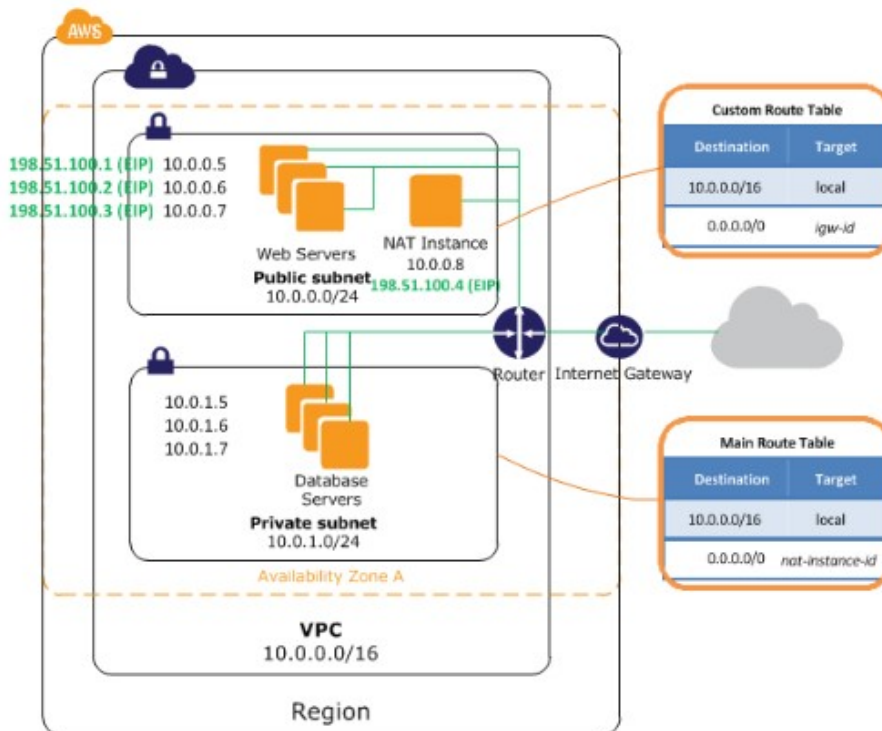 AWS
198.51.100.1 (EIP) 10.0.0.5
198.51.100.2 (EIP) 10.0.0.6
198.51.100.3 (EIP) 10.0.0.7
Web Servers
NAT Instance
10.0.0.8
198.51.100.4 (EIP)
Public subnet
10.0.0.0/24
Custom Route Table
Destination Target
10.0.0.0/16 local
0.0.0.0/0 igw-id
Router
Internet Gateway
10.0.1.5
10.0.1.6
10.0.1.7
Database
Servers
Private subnet
10.0.1.0/24
Main Route Table
Destination Target
10.0.0.0/16 local
0.0.0.0/0 nat-instance-id
Availability Zone A
VPC
10.0.0.0/16
Region